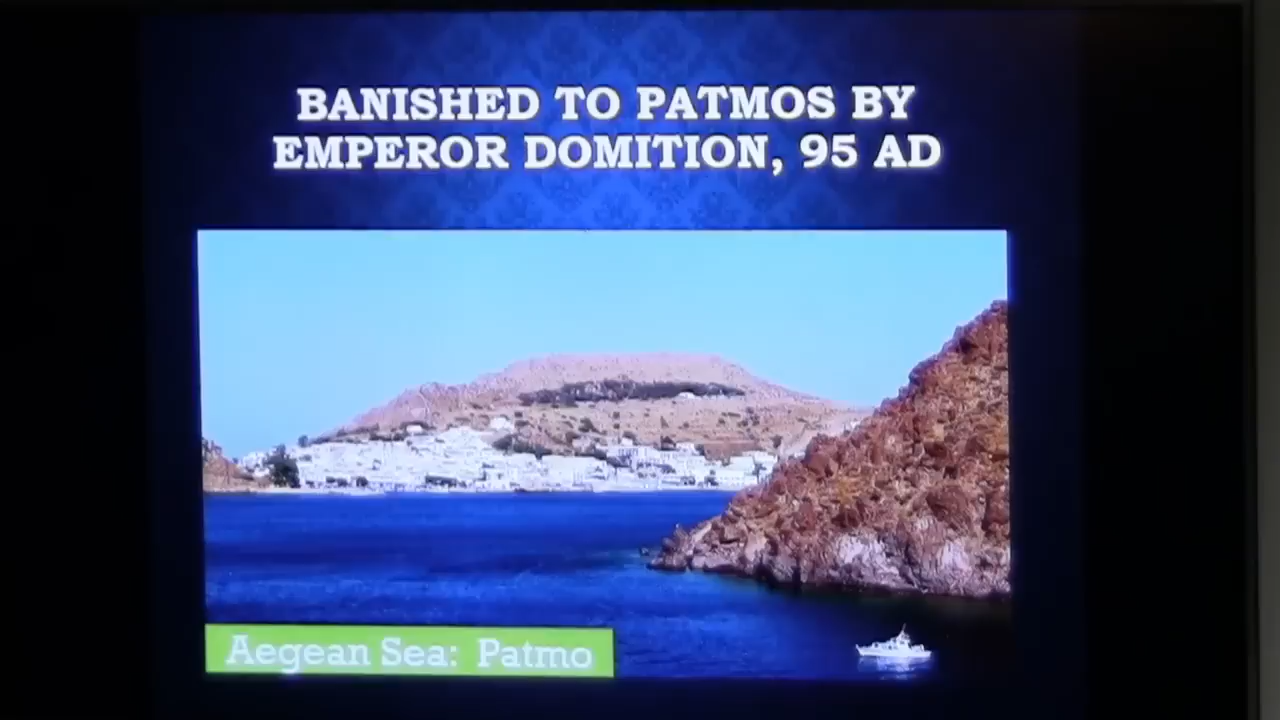 BANISHED TO PATMOS BY
EMPEROR DOMITION, 95 AD
Aegean Sea: Patmo